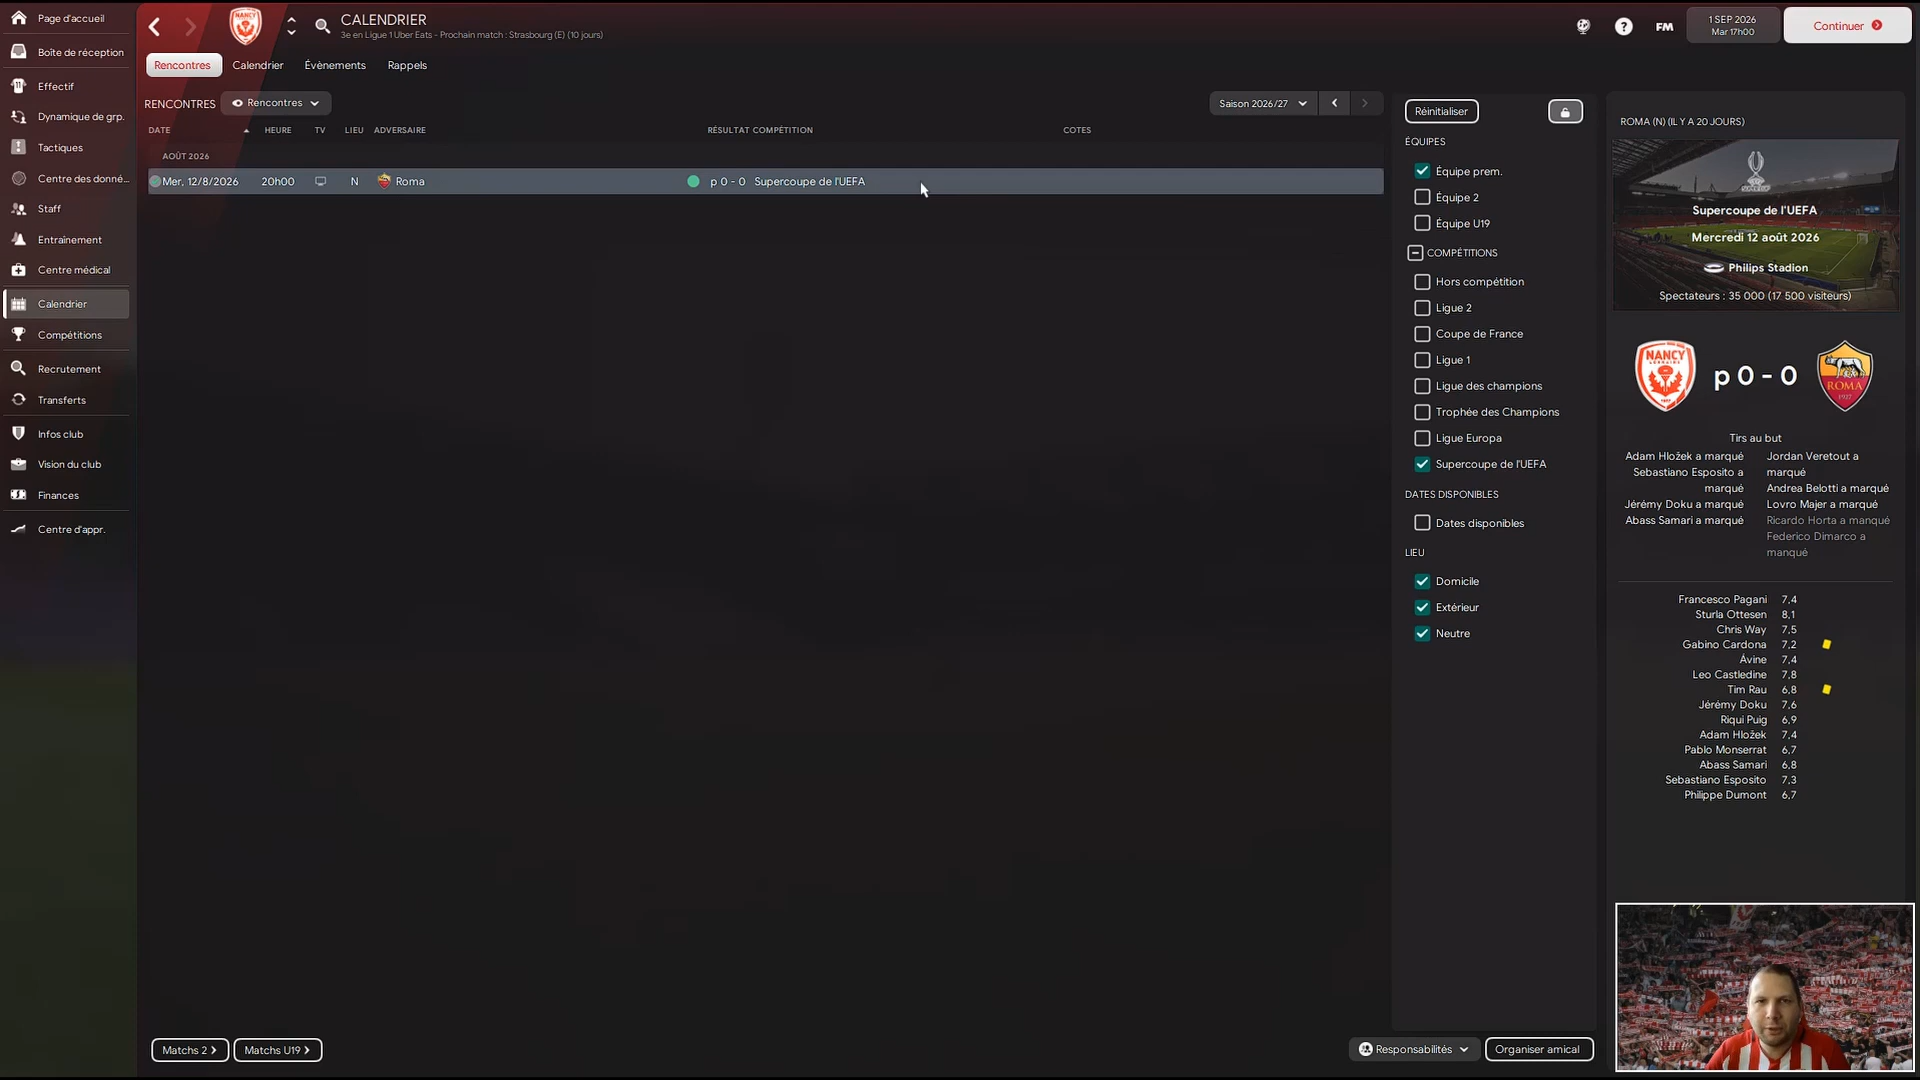 Page d'accueil
Boîte de réception
Effectif
Dynamique de grp.
Tactiques
Centre des donné...
Staff
Entraînement
Centre médical
Calendrier
Compétitions
Recrutement
Transferts
Infos club
Vision du club
Finances
Centre d'appr.
NANCY
CALENDRIER
3e en Ligue 1 Uber Eats - Prochain match : Strasbourg (E) (10 jours)
FM
1 SEP 2026
Mar 17h00
Continuer
Rencontres Calendrier Évènements Rappels
RENCONTRES Rencontres
Saison 2026/27
DATE HEURE TV LIEU ADVERSAIRE RÉSULTAT COMPÉTITION COTES
AOÛT 2026
Mer, 12/8/2026 20h00 N Roma p 0 - 0 Supercoupe de l'UEFA
Réinitialiser
ÉQUIPES
Équipe prem.
Équipe 2
Équipe U19
COMPÉTITIONS
Hors compétition
Ligue 2
Coupe de France
Ligue 1
Ligue des champions
Trophée des Champions
Ligue Europa
Supercoupe de l'UEFA
DATES DISPONIBLES
Dates disponibles
LIEU
Domicile
Extérieur
Neutre
ROMA (N) (IL Y A 20 JOURS)
Supercoupe de l'UEFA
Mercredi 12 août 2026
Philips Stadion
Spectateurs : 35 000 (17 500 visiteurs)
NANCY
LORRAINE
p 0 - 0
ROMA
1927
Tirs au but
Adam Hložek a marqué
Sebastiano Esposito a
marqué
Jérémy Doku a marqué
Abass Samari a marqué
Jordan Veretout a
marqué
Andrea Belotti a marqué
Lovro Majer a marqué
Ricardo Horta a manqué
Federico Dimarco a
manqué
Francesco Pagani 7,4
Sturla Ottesen 8,1
Chris Way 7,5
Gabino Cardona 7,2
Ávine 7,4
Leo Castledine 7,8
Tim Rau 6,8
Jérémy Doku 7,6
Riqui Puig 6,9
Adam Hložek 7,4
Pablo Monserrat 6,7
Abass Samari 6,8
Sebastiano Esposito 7,3
Philippe Dumont 6,7
Matchs 2
Matchs U19
Responsabilités
Organiser amical